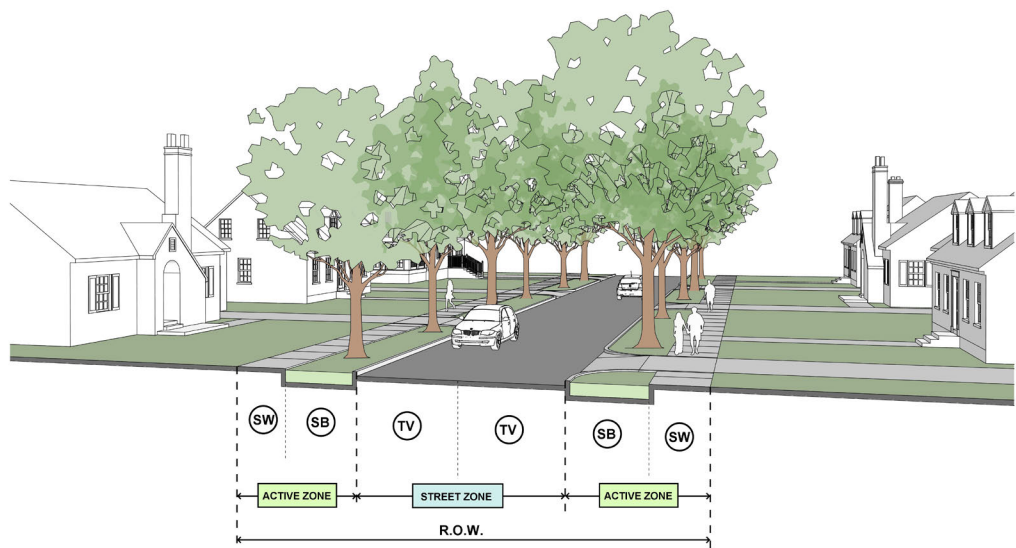 SW
SB
TV
TV
SB
SW
ACTIVE ZONE
STREET ZONE
ACTIVE ZONE
R.O.W.